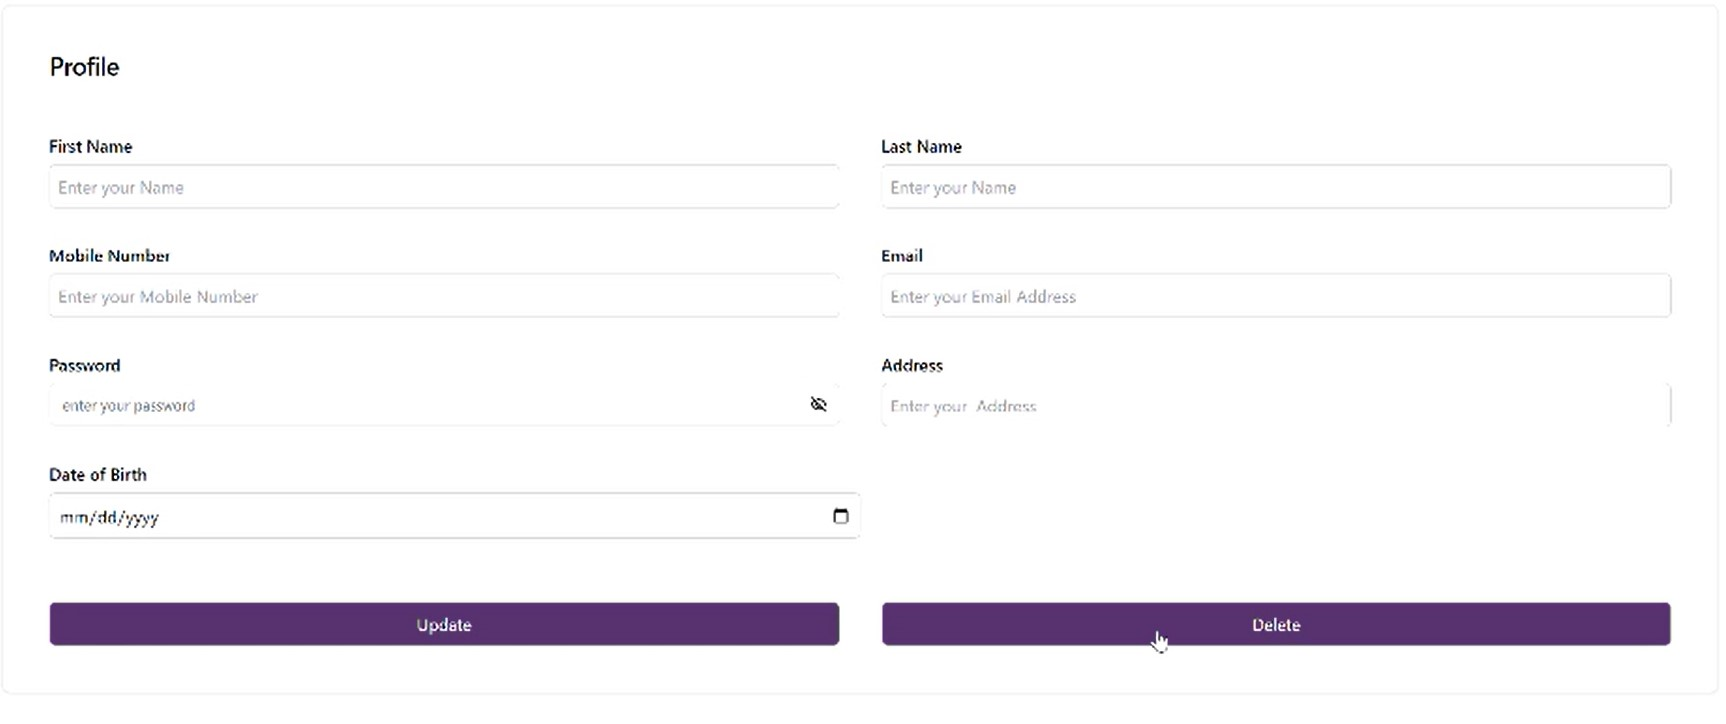 Profile
First Name
Last Name
Enter your Name
Enter your Name
Mobile Number
Email
Enter your Mobile Number
Enter your Email Address
Password
Address
enter your password
Enter your  Address
Date of Birth
mm/dd/yyyy
Update
Delete